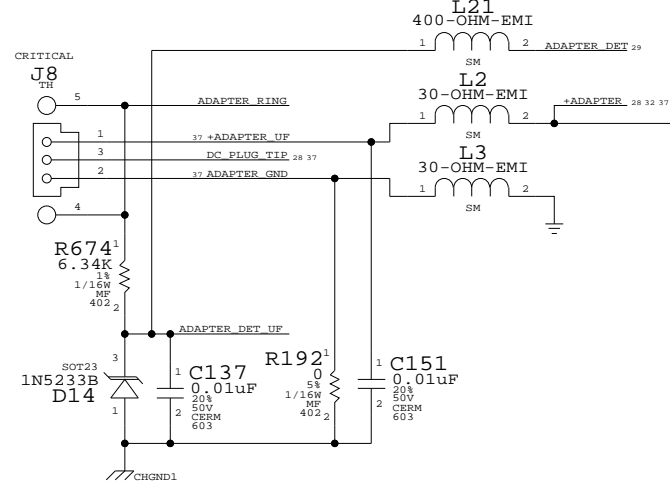 L21
400-OHM-EMI
1 2 ADAPTER_DET 29
SM
CRITICAL
J8
TH
5 ADAPTER_RING
L2
30-OHM-EMI
1 2 +ADAPTER 28 32 37
SM
1 37 +ADAPTER_UF
3 DC_PLUG_TIP 28 37
2 37 ADAPTER_GND
L3
30-OHM-EMI
1 2
SM
4
R674 1
6.34K
1%
1/16W
MF
402 2
ADAPTER_DET_UF
3
SOT23
1N5233B
D14
1
1
C137
0.01uF
20%
50V
CERM
603
2
R192 1
0
5%
1/16W
MF
402 2
1
C151
0.01uF
20%
50V
CERM
603
2
CHGND1